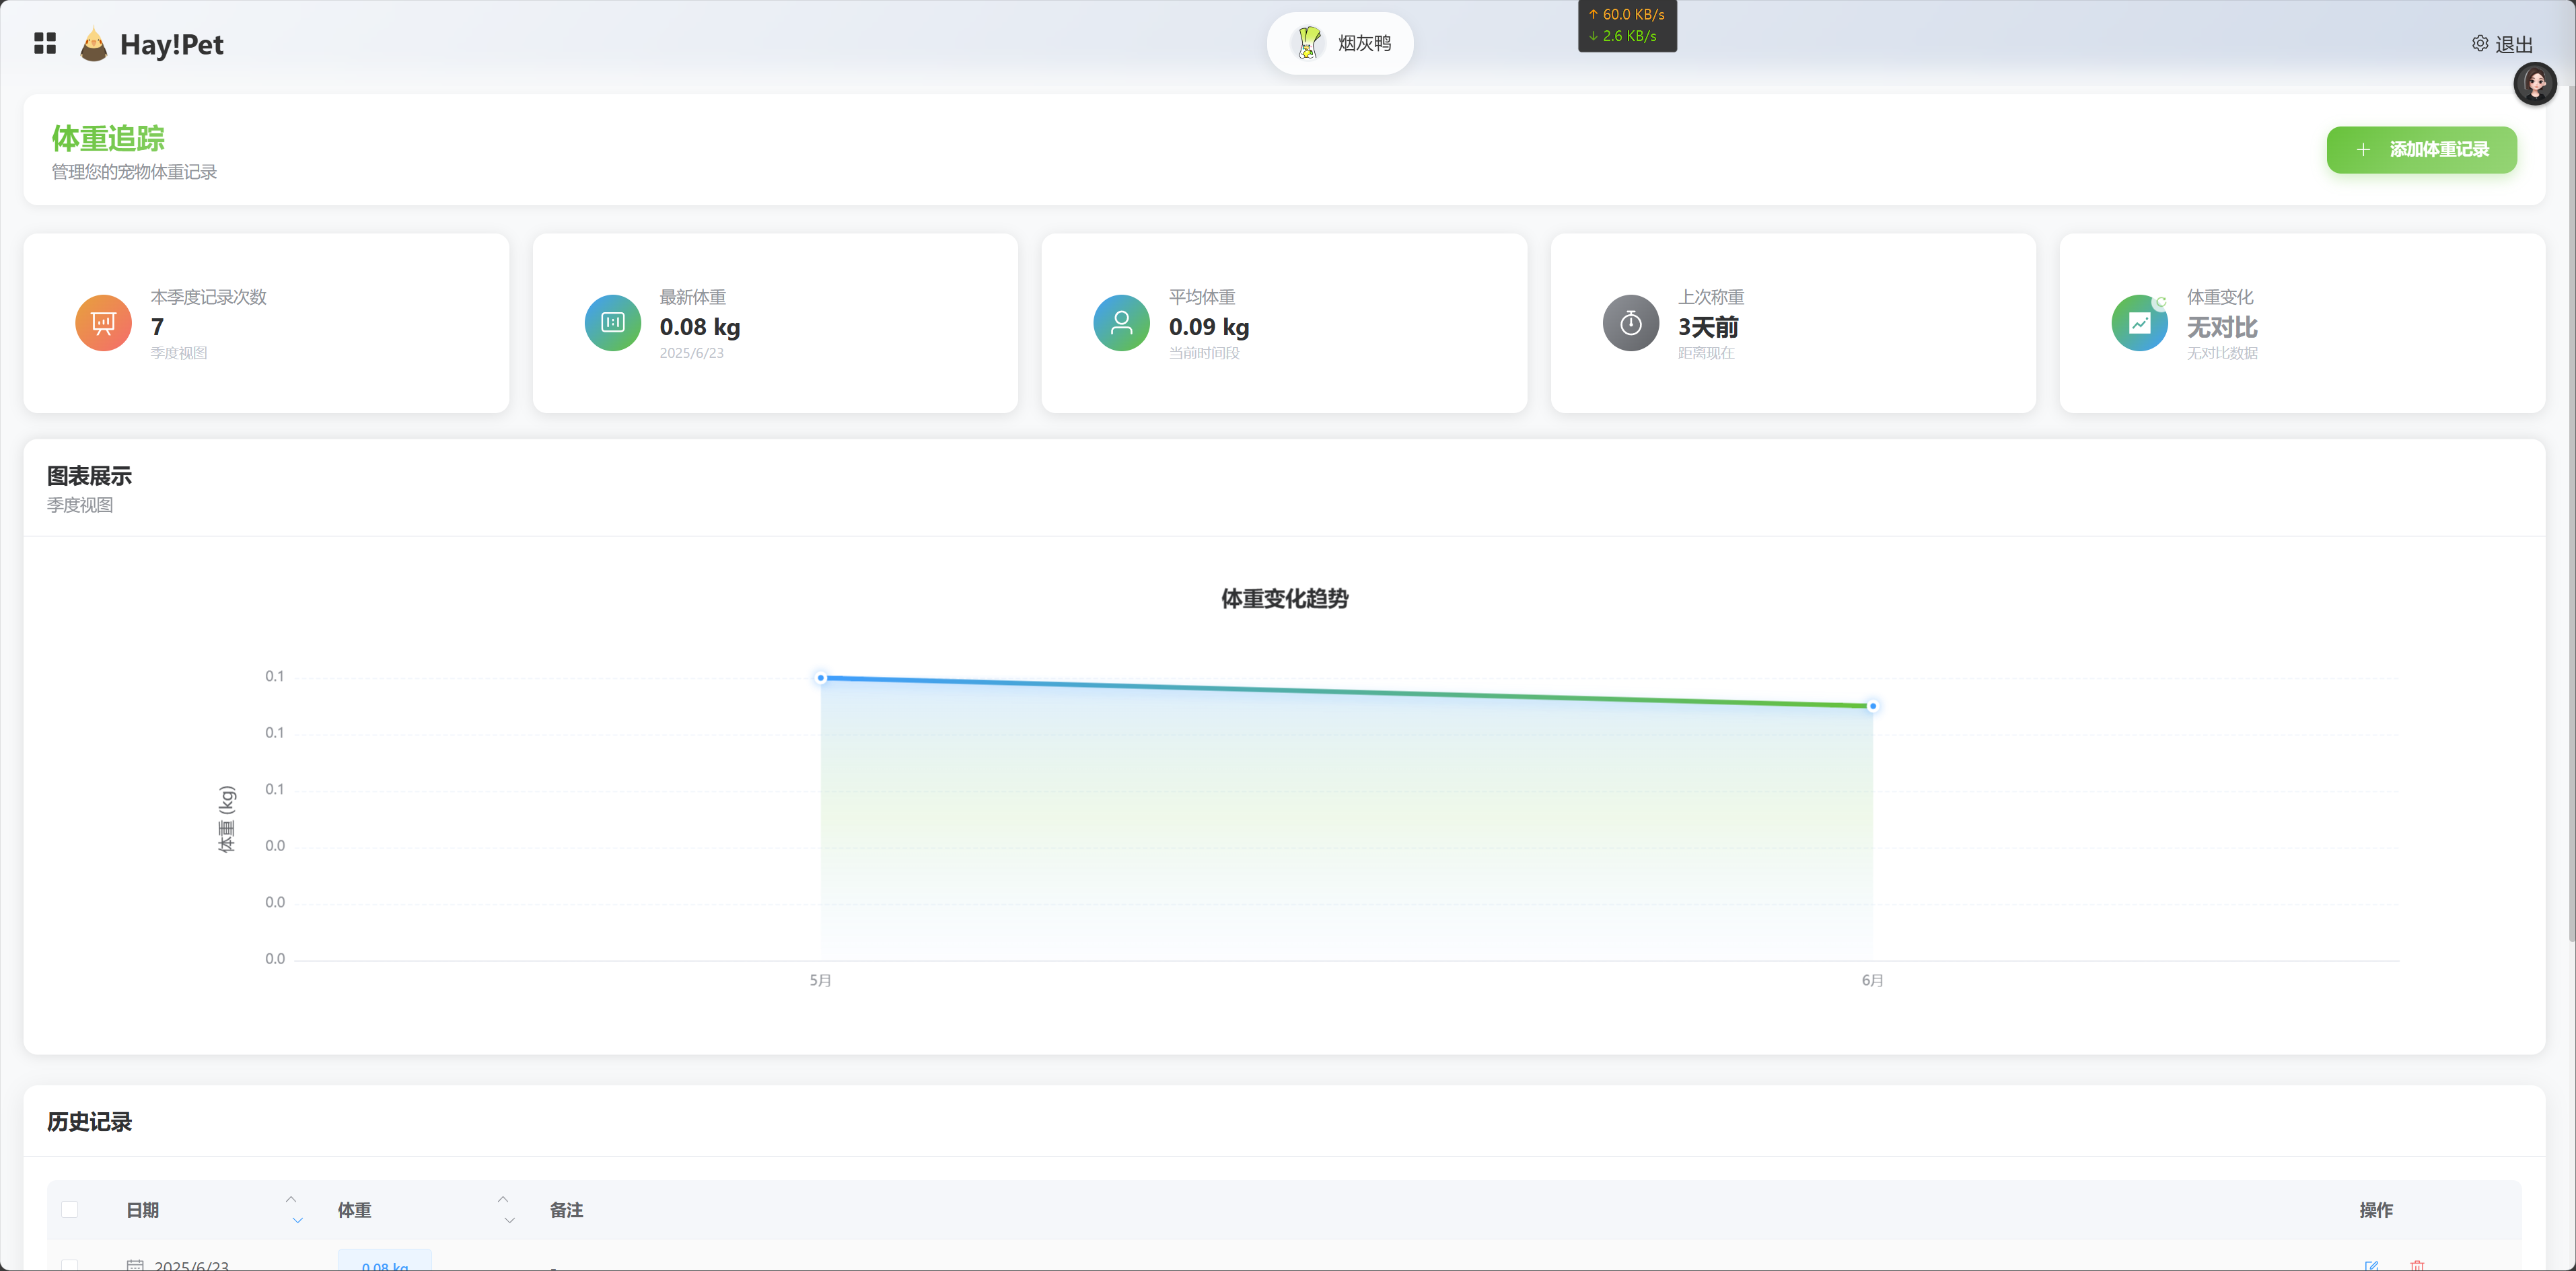 Hay!Pet
烟灰鸭
↑ 60.0 KB/s
↓ 2.6 KB/s
退出
体重追踪
管理您的宠物体重记录
+ 添加体重记录
本季度记录次数
7
季度视图
最新体重
0.08 kg
2025/6/23
平均体重
0.09 kg
当前时间段
上次称重
3天前
距离现在
体重变化
无对比
无对比数据
图表展示
季度视图
体重变化趋势
0.1
0.1
0.1
0.0
0.0
0.0
体重 (kg)
5月
6月
历史记录
日期
体重
备注
操作
2025/6/23
0.08 kg
-